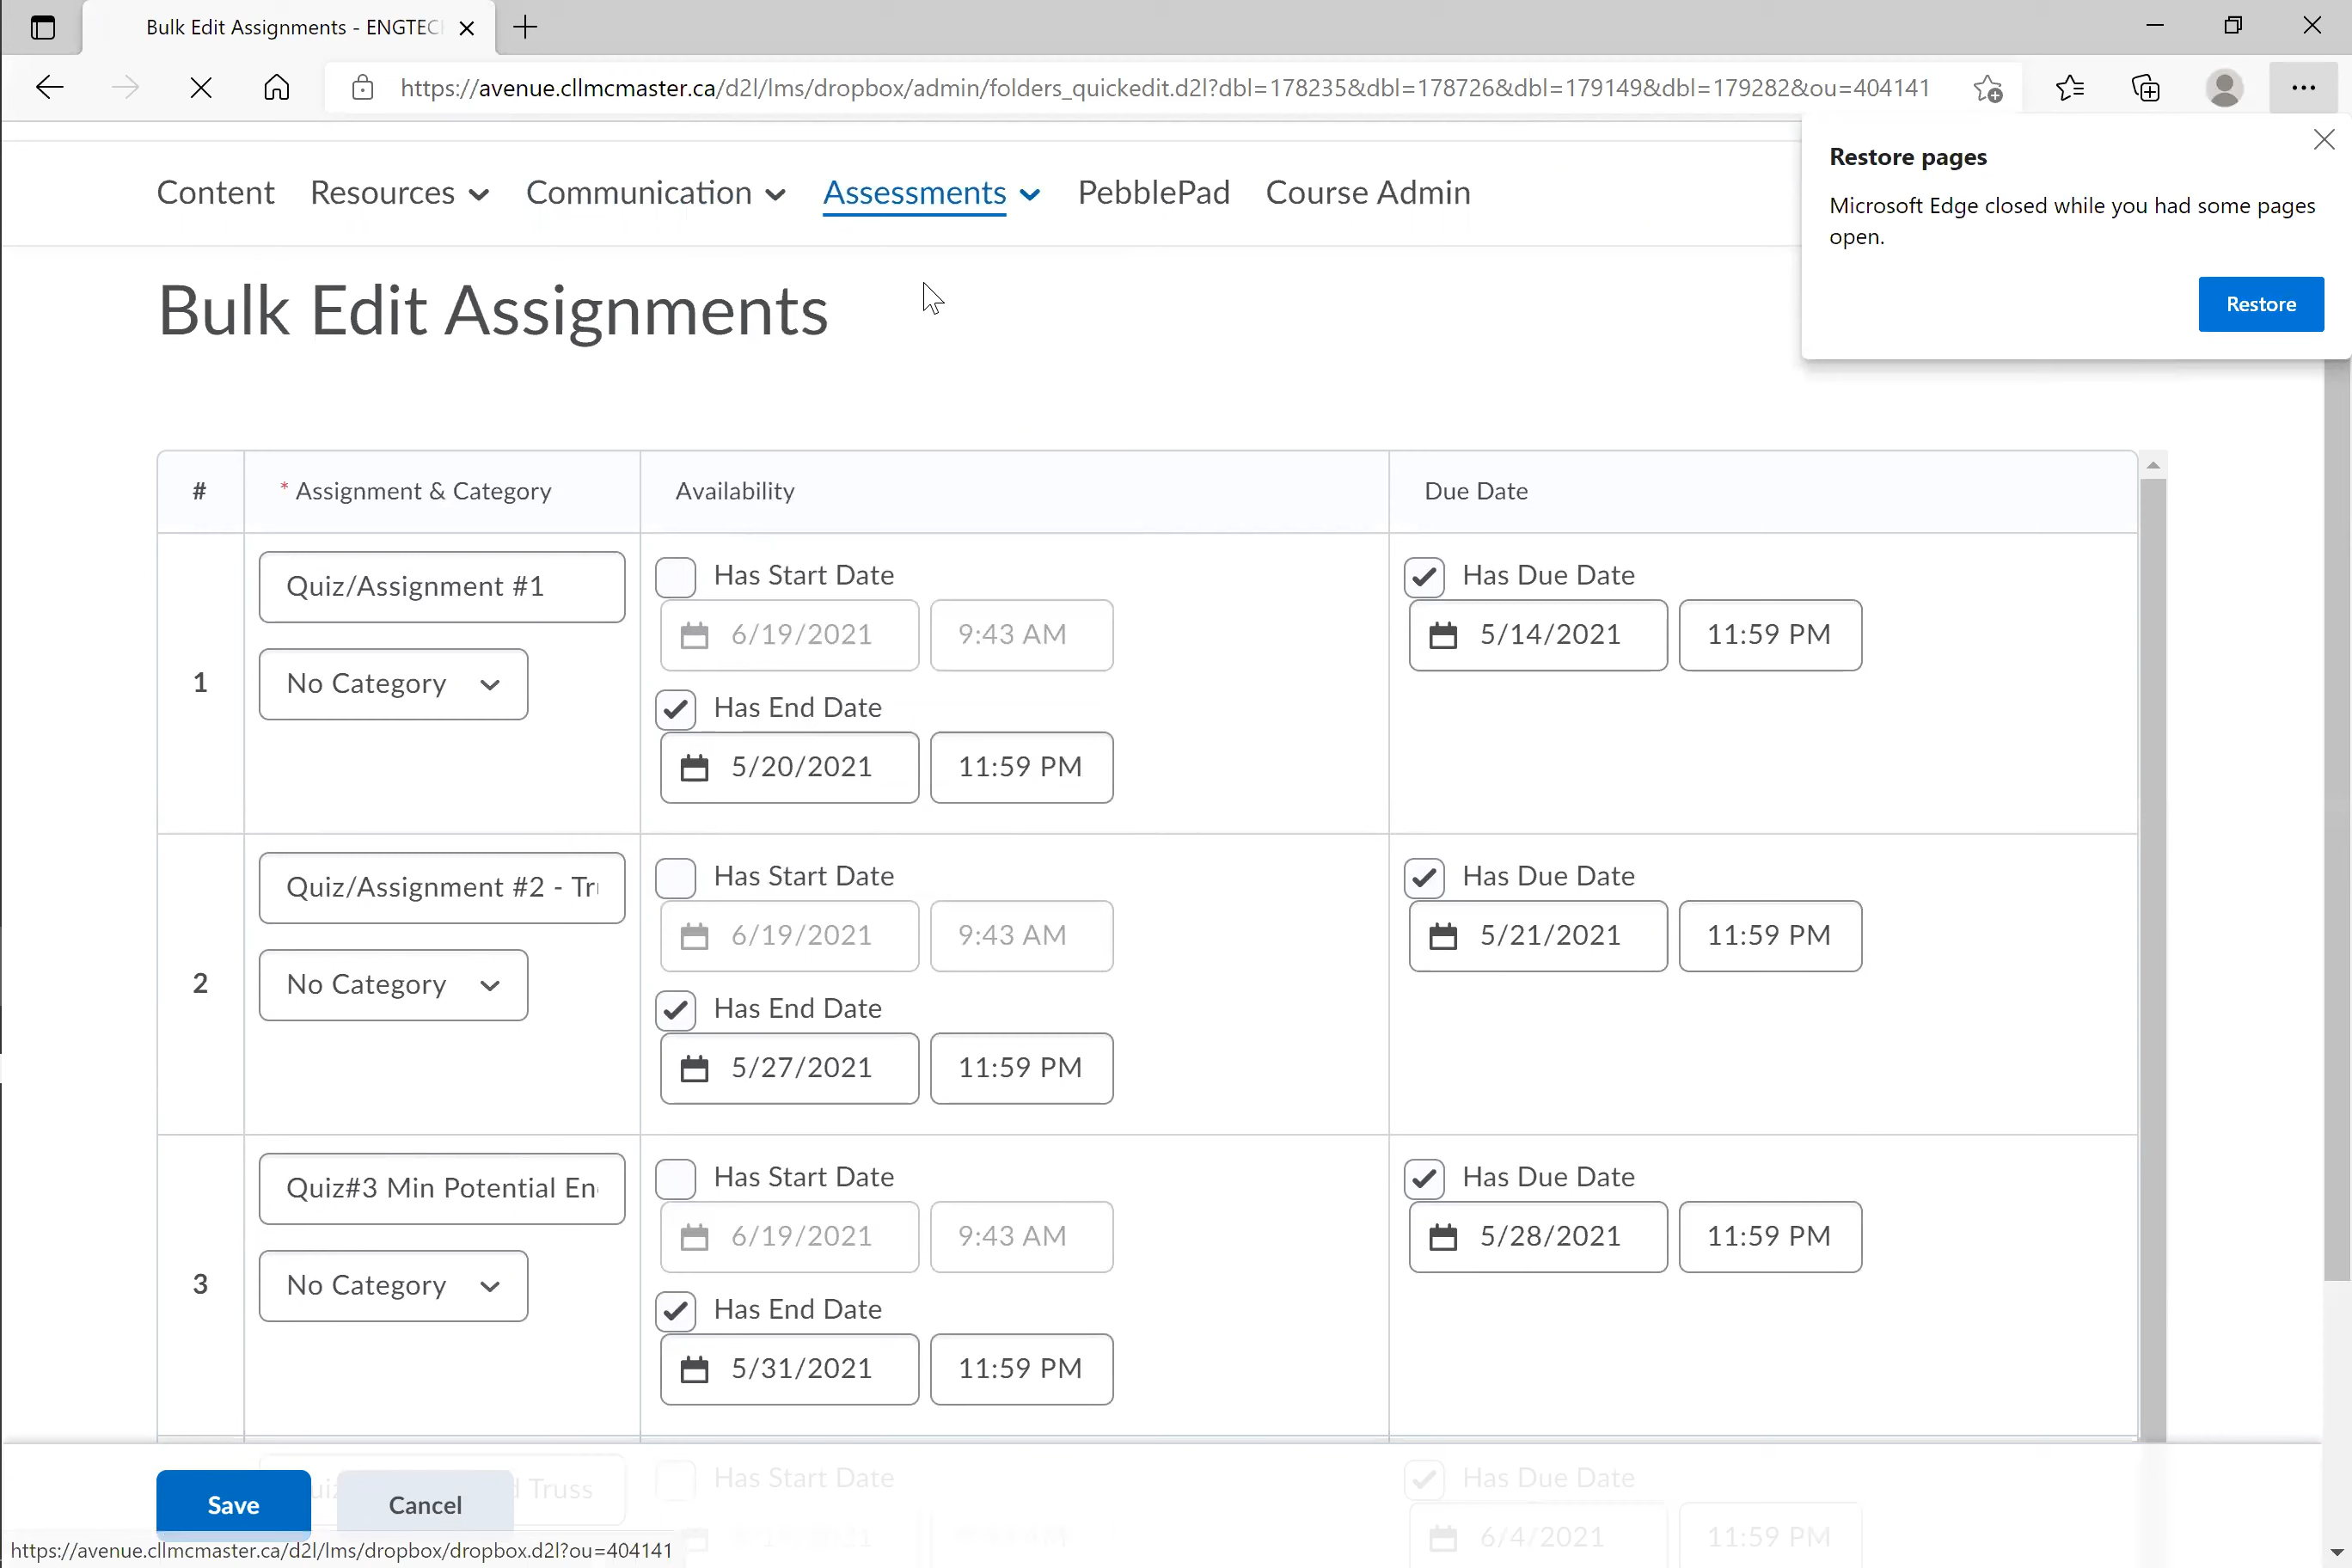 Bulk Edit Assignments - ENGTEC
https://avenue.cllmcmaster.ca/d2l/lms/dropbox/admin/folders_quickedit.d2l?dbl=178235&dbl=178726&dbl=179149&dbl=179282&ou=404141
Restore pages
Microsoft Edge closed while you had some pages
open.
Restore
Content Resources Communication Assessments PebblePad Course Admin
Bulk Edit Assignments
# * Assignment & Category Availability Due Date
Quiz/Assignment #1 Has Start Date Has Due Date
6/19/2021 9:43 AM 5/14/2021 11:59 PM
1 No Category Has End Date
5/20/2021 11:59 PM
Quiz/Assignment #2 - Tr Has Start Date Has Due Date
6/19/2021 9:43 AM 5/21/2021 11:59 PM
2 No Category Has End Date
5/27/2021 11:59 PM
Quiz#3 Min Potential En Has Start Date Has Due Date
6/19/2021 9:43 AM 5/28/2021 11:59 PM
3 No Category Has End Date
5/31/2021 11:59 PM
Truss Has Start Date Has Due Date
Save Cancel
6/4/2021 11:59 PM
https://avenue.cllmcmaster.ca/d2l/lms/dropbox/dropbox.d2l?ou=404141